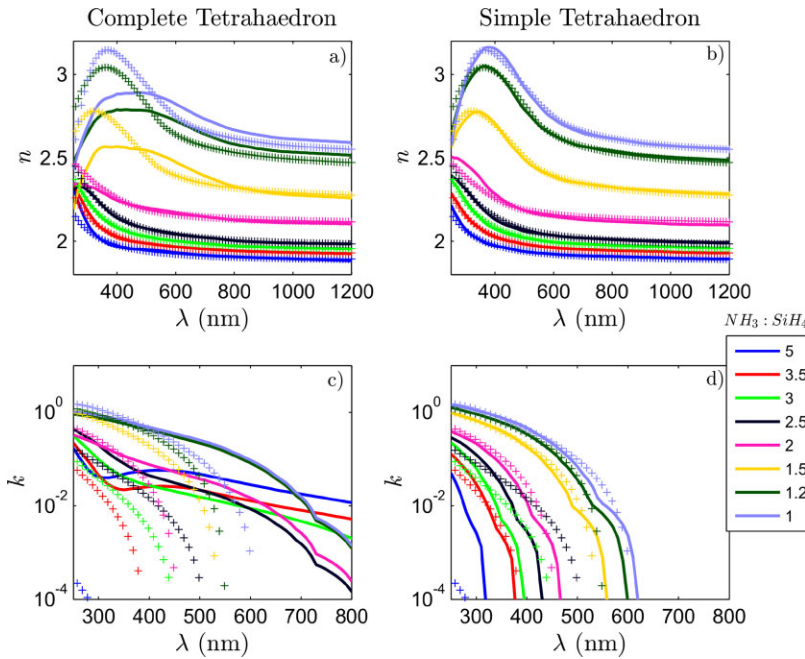 Complete Tetrahaedron
Simple Tetrahaedron
a)
b)
3
2.5
2
n
400 600 800 1000 1200
λ (nm)
3
2.5
2
n
400 600 800 1000 1200
λ (nm)
c)
d)
10^0
10^-2
10^-4
k
300 400 500 600 700 800
λ (nm)
10^0
10^-2
10^-4
k
300 400 500 600 700 800
λ (nm)
NH3 : SiH4
5
3.5
3
2.5
2
1.5
1.2
1